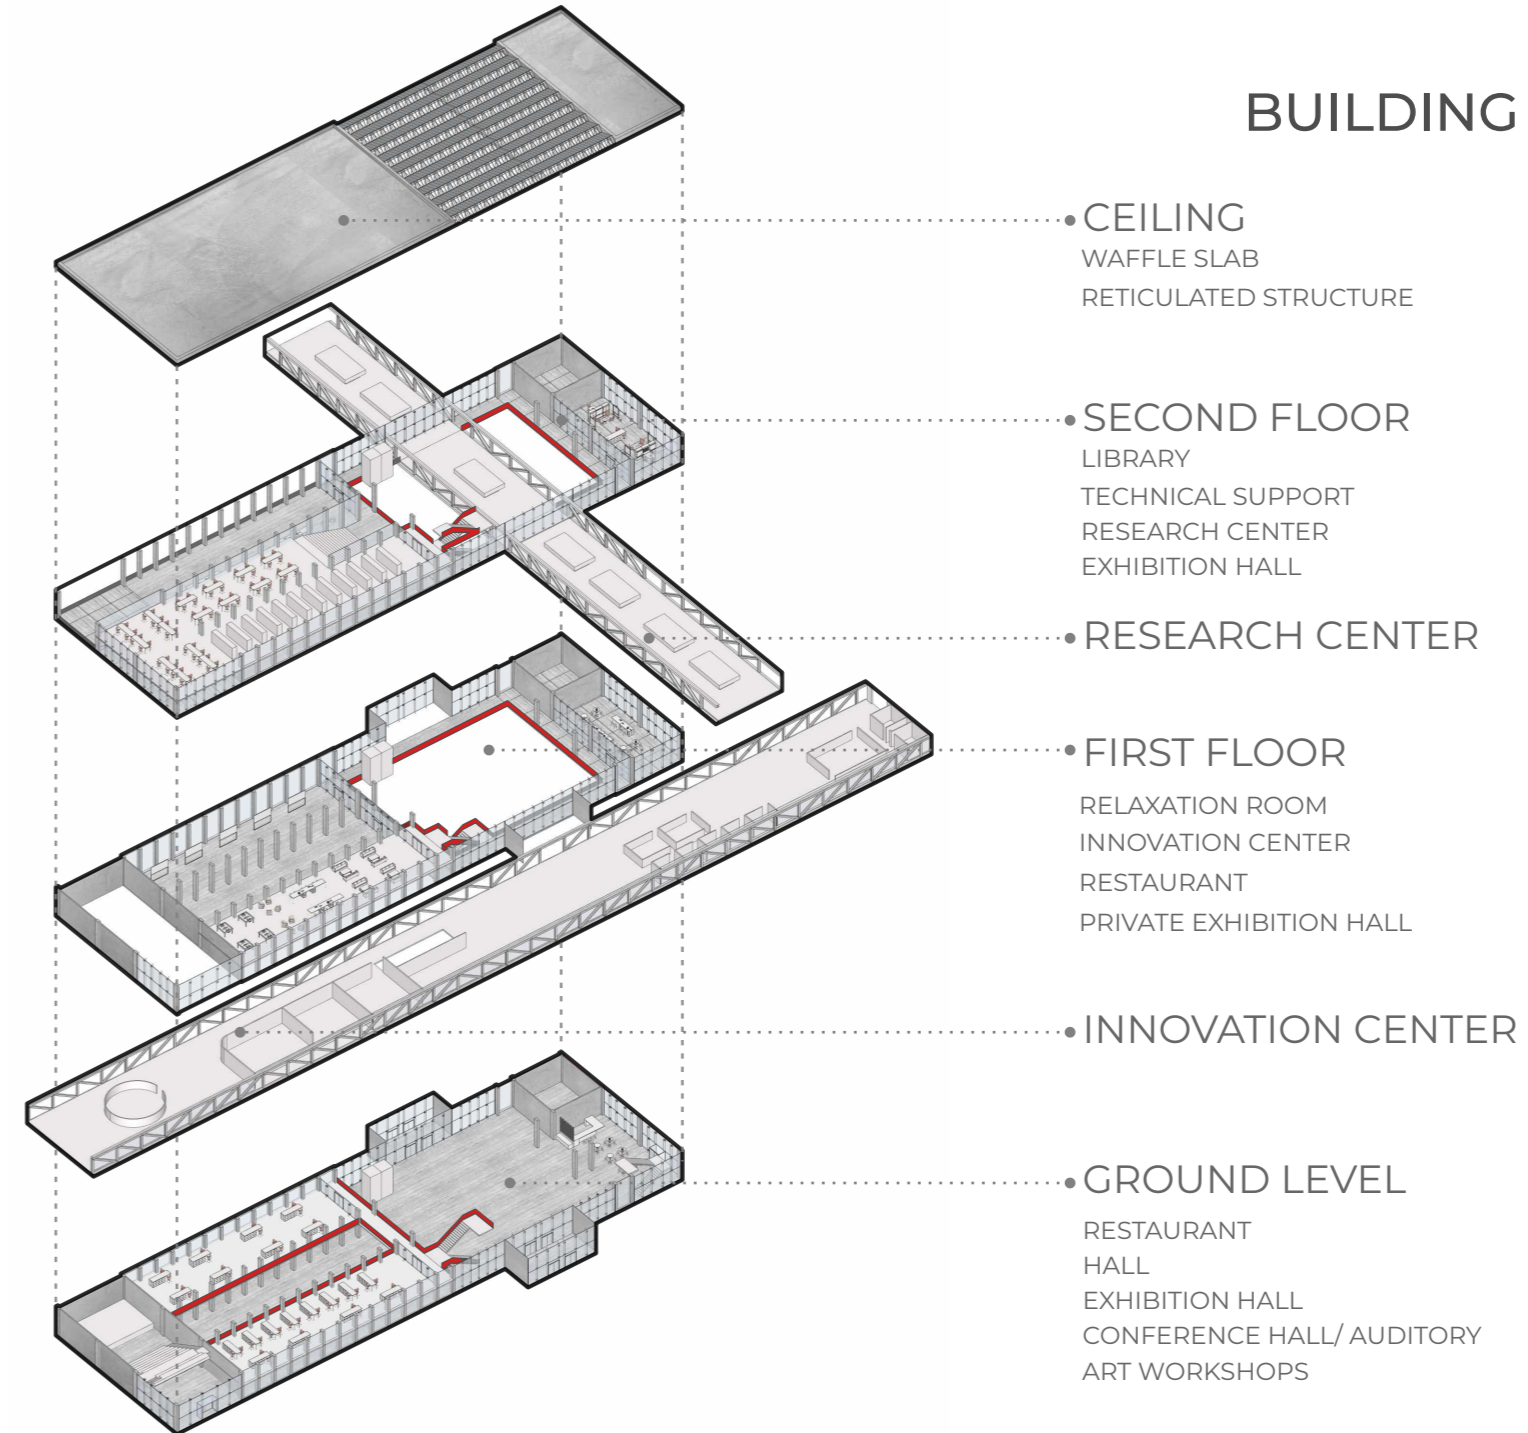 BUILDING
CEILING
WAFFLE SLAB
RETICULATED STRUCTURE
SECOND FLOOR
LIBRARY
TECHNICAL SUPPORT
RESEARCH CENTER
EXHIBITION HALL
RESEARCH CENTER
FIRST FLOOR
RELAXATION ROOM
INNOVATION CENTER
RESTAURANT
PRIVATE EXHIBITION HALL
INNOVATION CENTER
GROUND LEVEL
RESTAURANT
HALL
EXHIBITION HALL
CONFERENCE HALL/ AUDITORY
ART WORKSHOPS